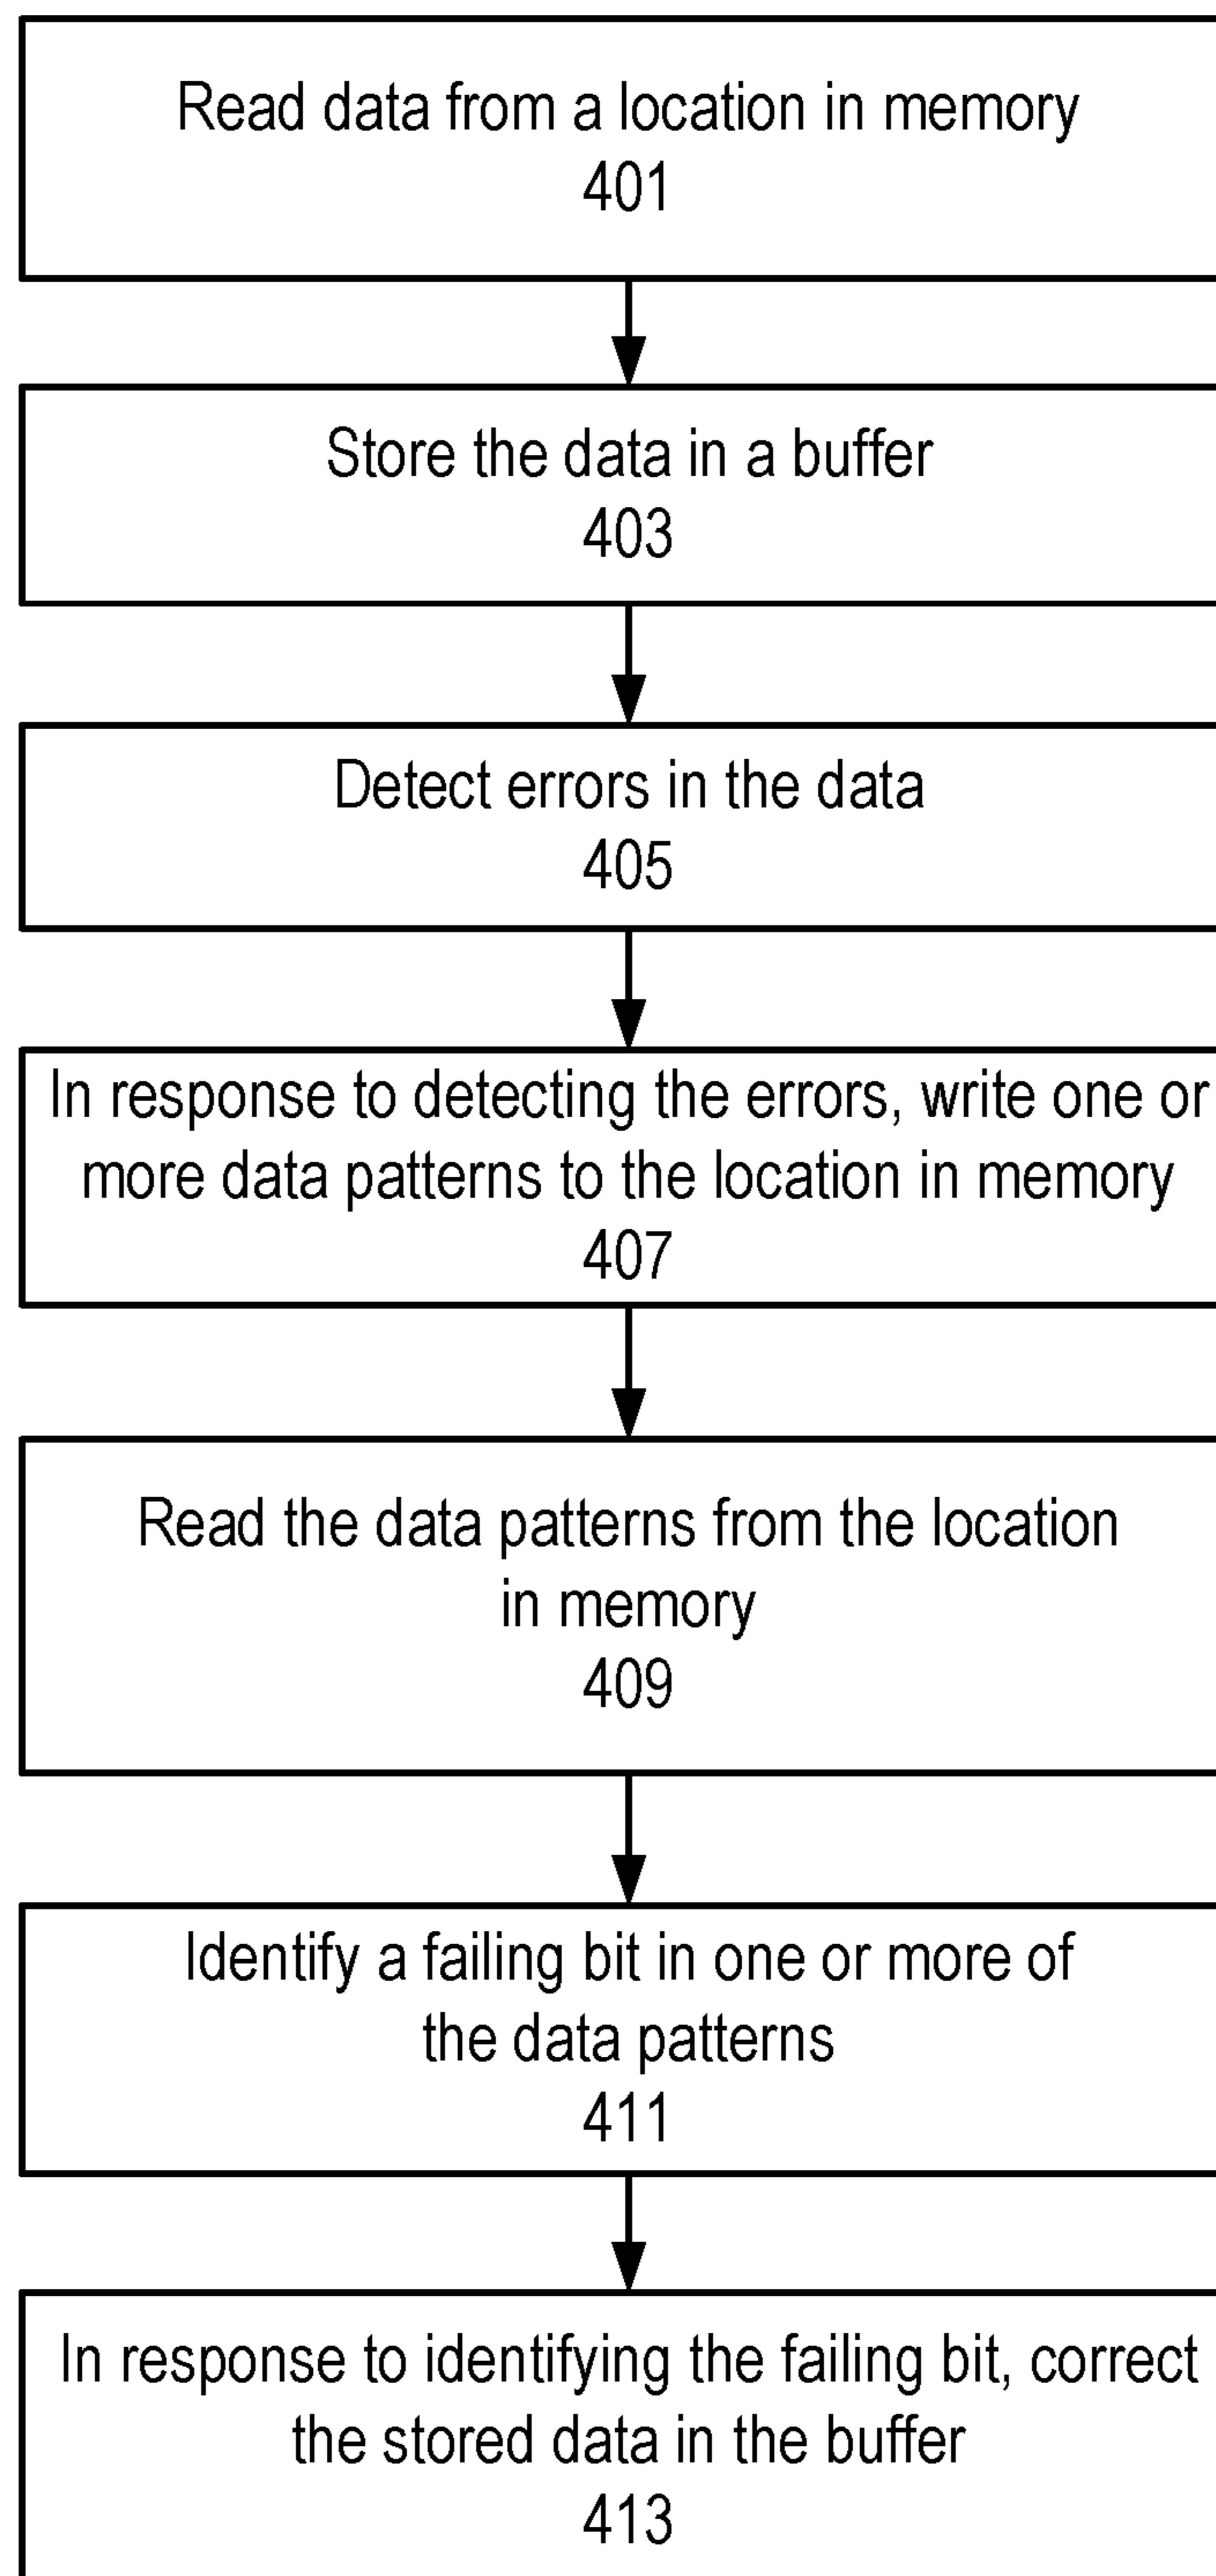 Read data from a location in memory
401
Store the data in a buffer
403
Detect errors in the data
405
In response to detecting the errors, write one or
more data patterns to the location in memory
407
Read the data patterns from the location
in memory
409
Identify a failing bit in one or more of
the data patterns
411
In response to identifying the failing bit, correct
the stored data in the buffer
413